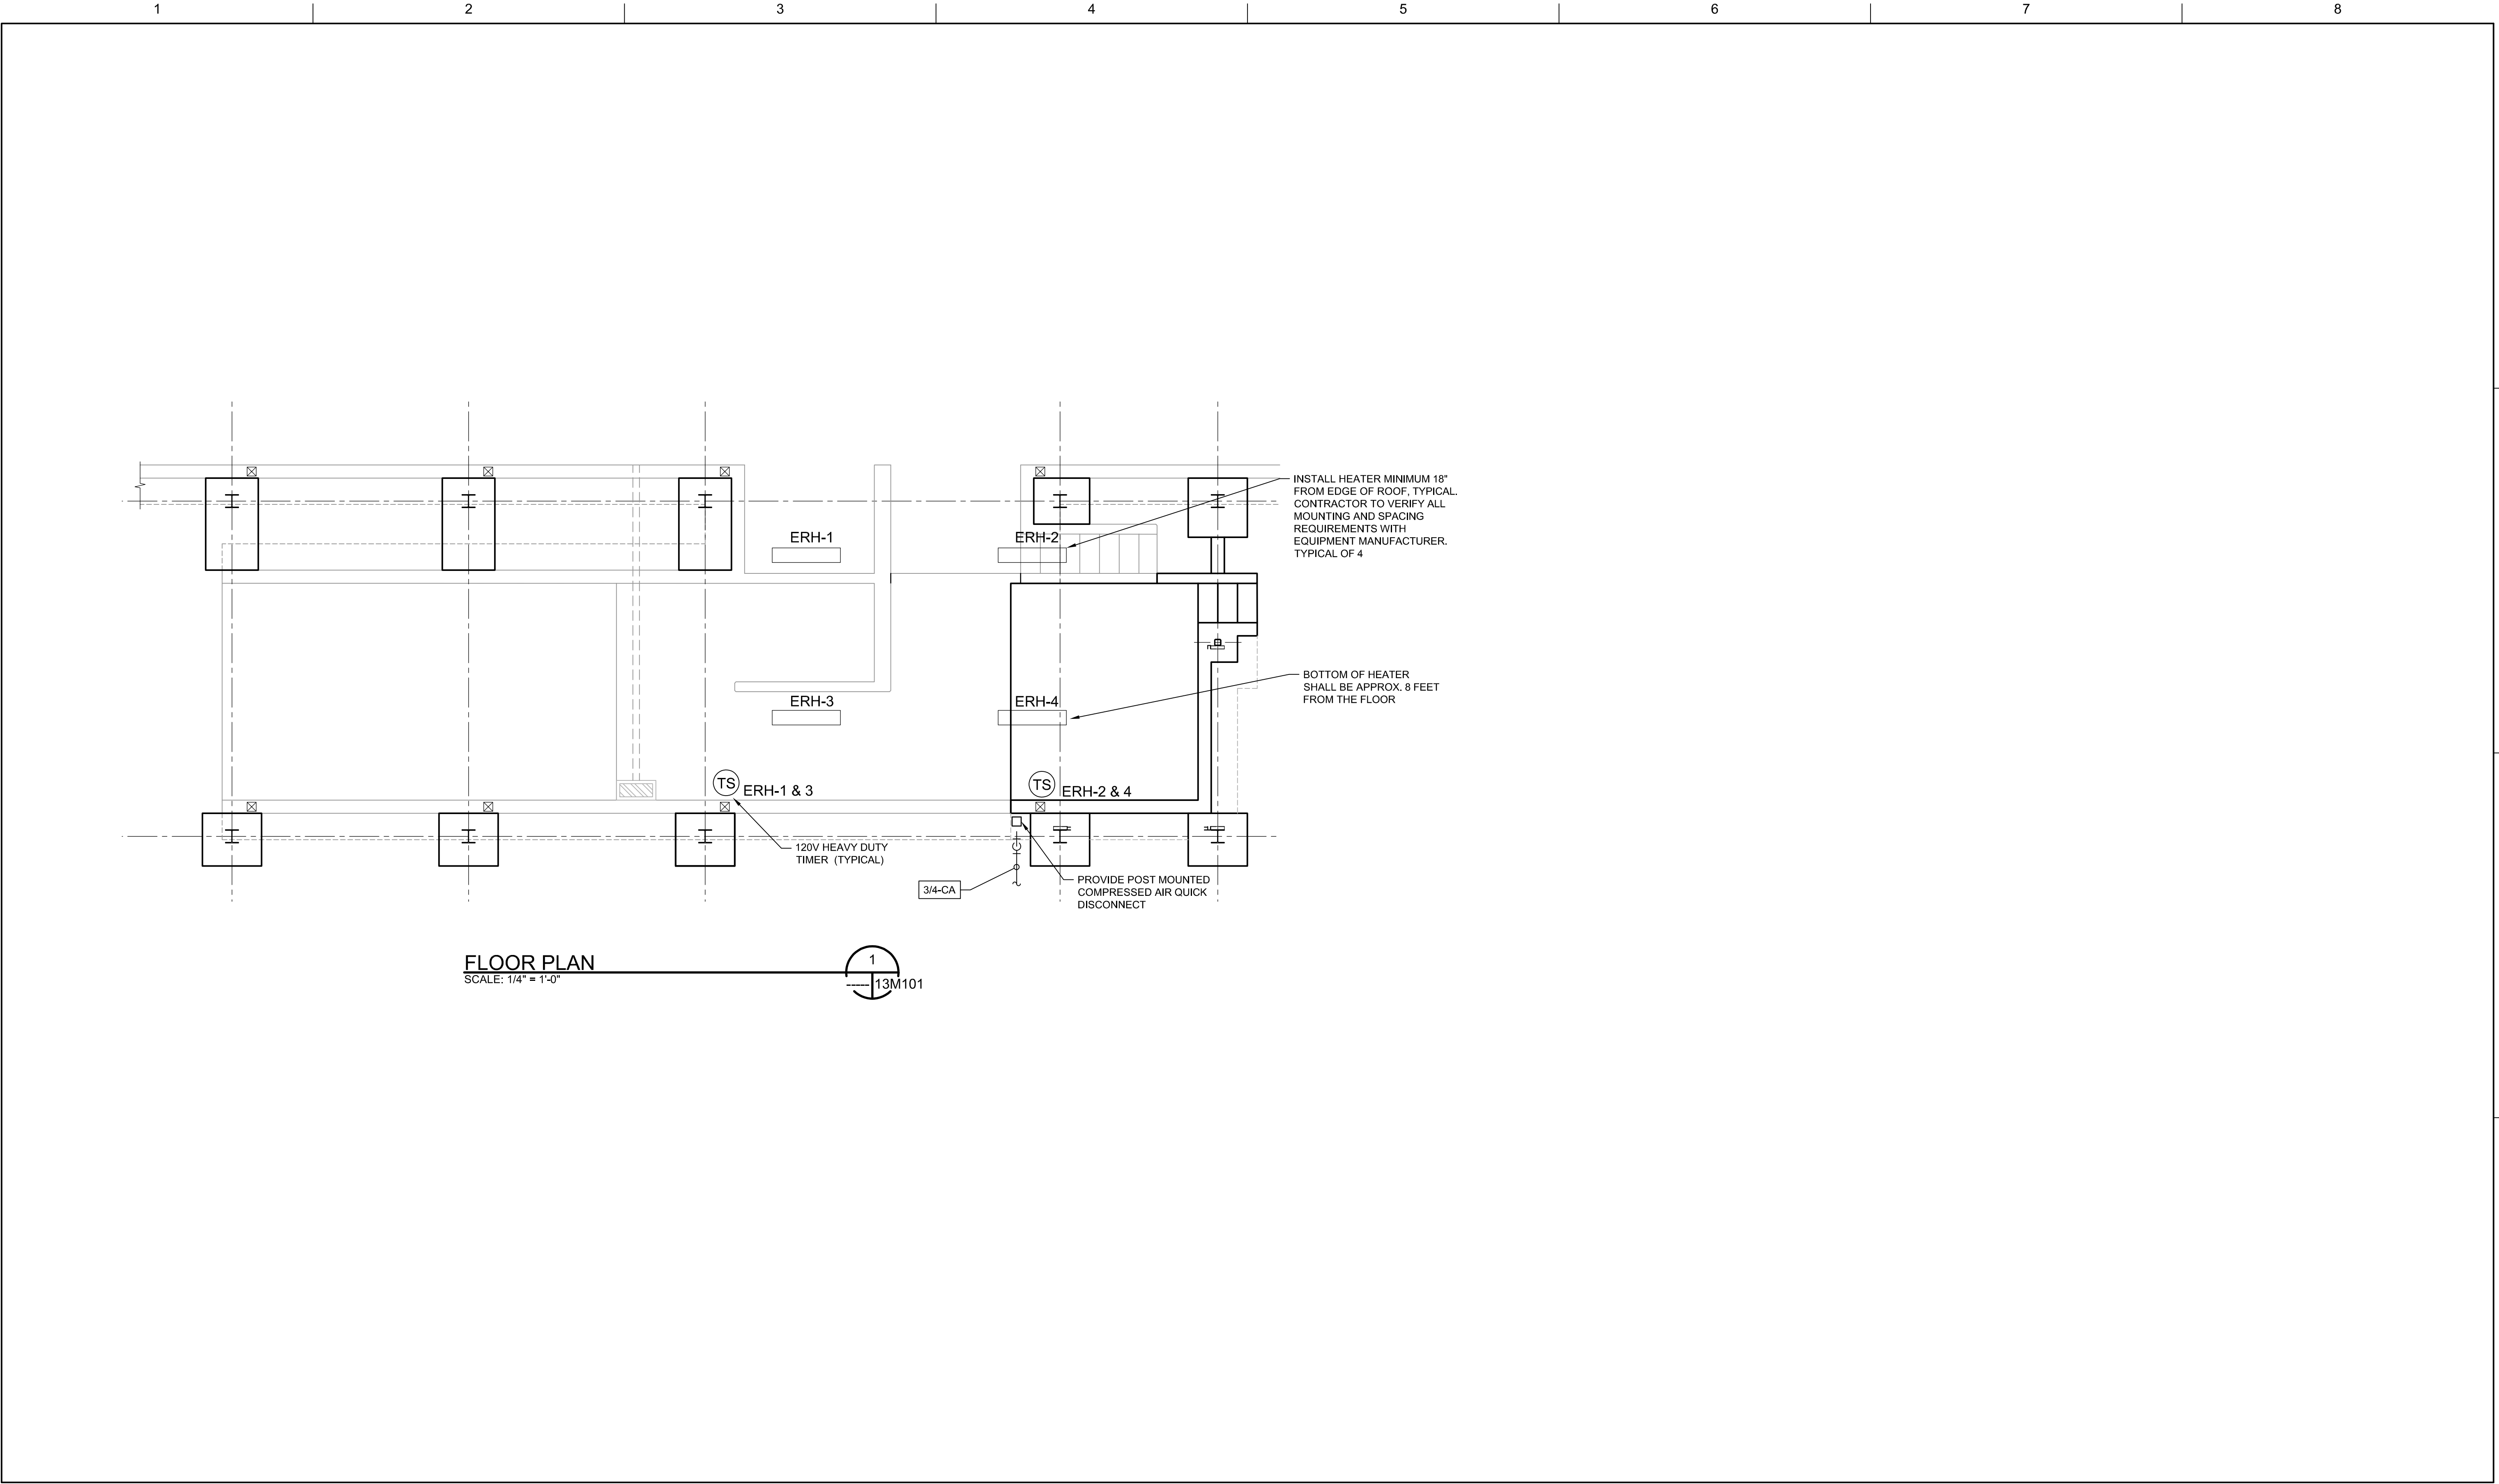 1 2 3 4 5 6 7 8
INSTALL HEATER MINIMUM 18"
FROM EDGE OF ROOF, TYPICAL.
CONTRACTOR TO VERIFY ALL
MOUNTING AND SPACING
REQUIREMENTS WITH
EQUIPMENT MANUFACTURER.
TYPICAL OF 4
ERH-1
ERH-2
BOTTOM OF HEATER
SHALL BE APPROX. 8 FEET
FROM THE FLOOR
ERH-3
ERH-4
TS
ERH-1 & 3
TS
ERH-2 & 4
120V HEAVY DUTY
TIMER (TYPICAL)
3/4-CA
PROVIDE POST MOUNTED
COMPRESSED AIR QUICK
DISCONNECT
FLOOR PLAN
SCALE: 1/4" = 1'-0"
1
----- 13M101